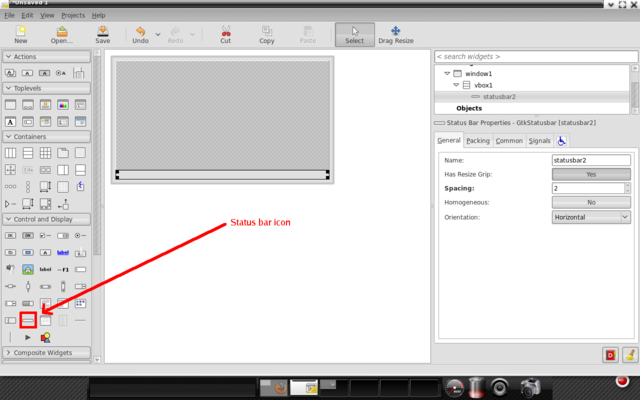 *Unsaved 1
File Edit View Projects Help
New Open... Save Undo Redo Cut Copy Paste Select Drag Resize
Actions
Toplevels
Containers
Control and Display
label
label
Composite Widgets
Status bar icon
< search widgets >
window1
vbox1
statusbar2
Objects
Status Bar Properties - GtkStatusbar [statusbar2]
General Packing Common Signals
Name: statusbar2
Has Resize Grip: Yes
Spacing: 2
Homogeneous: No
Orientation: Horizontal